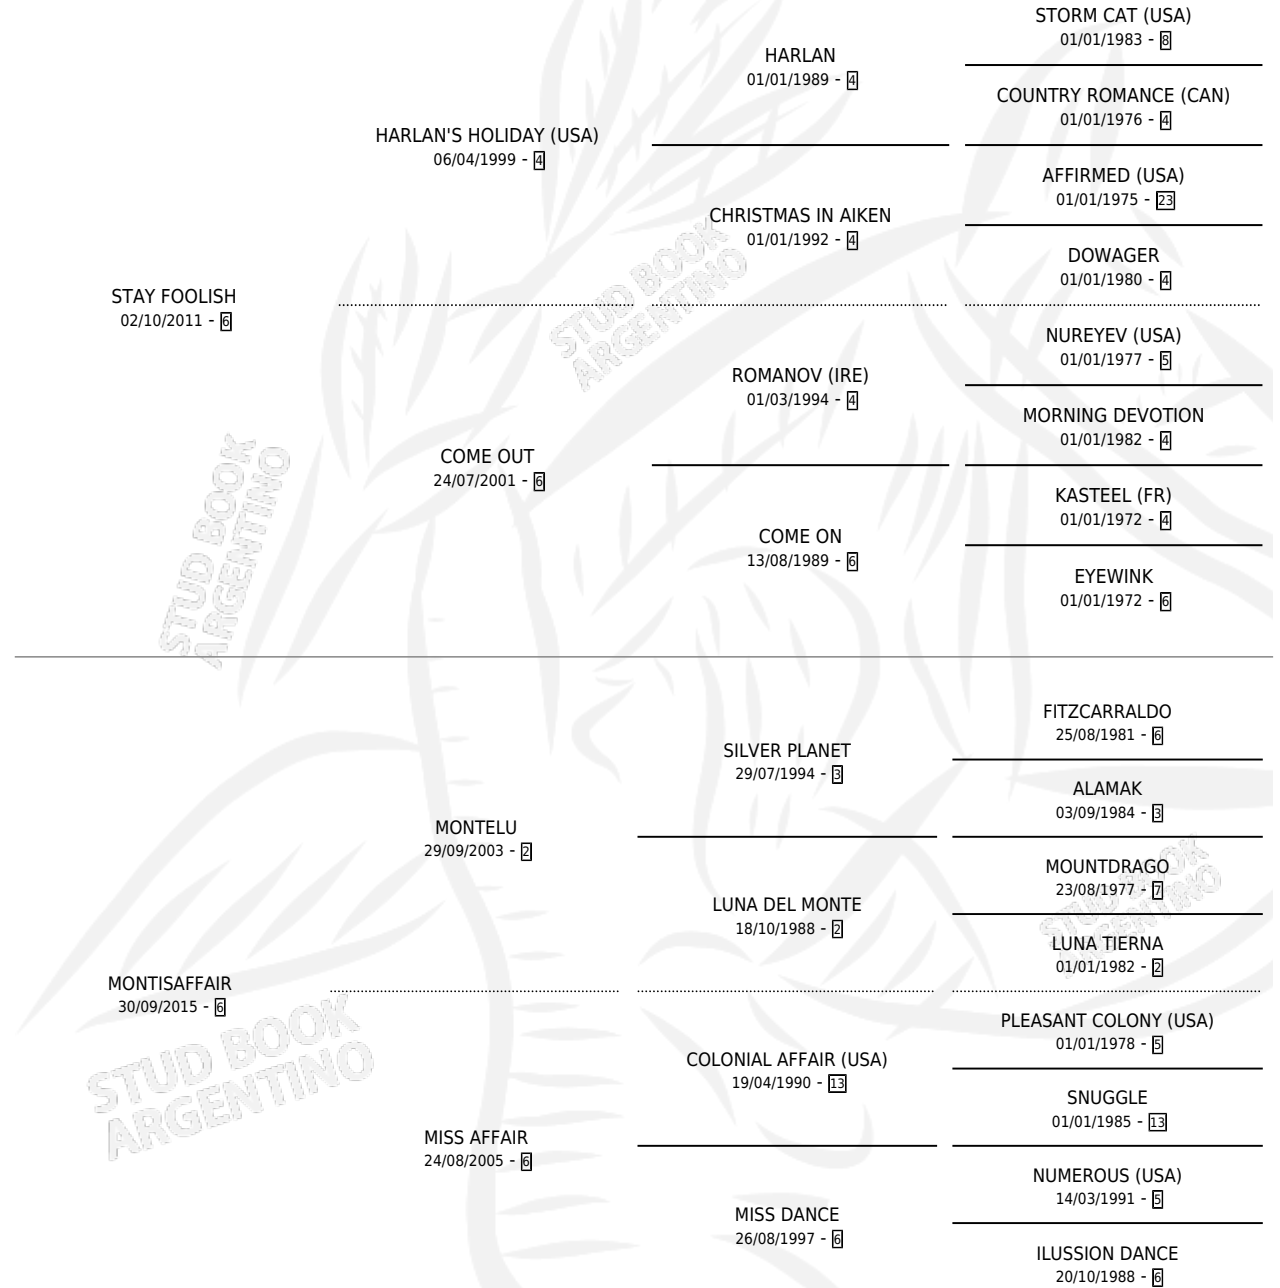 STORM CAT (USA)
01/01/1983 - 8
HARLAN
01/01/1989 - 4
COUNTRY ROMANCE (CAN)
01/01/1976 - 4
HARLAN'S HOLIDAY (USA)
06/04/1999 - 4
AFFIRMED (USA)
01/01/1975 - 23
CHRISTMAS IN AIKEN
01/01/1992 - 4
DOWAGER
01/01/1980 - 4
STAY FOOLISH
02/10/2011 - 6
NUREYEV (USA)
01/01/1977 - 5
ROMANOV (IRE)
01/03/1994 - 4
MORNING DEVOTION
01/01/1982 - 4
COME OUT
24/07/2001 - 6
KASTEEL (FR)
01/01/1972 - 4
COME ON
13/08/1989 - 6
EYEWINK
01/01/1972 - 6
FITZCARRALDO
25/08/1981 - 6
SILVER PLANET
29/07/1994 - 3
ALAMAK
03/09/1984 - 3
MONTELU
29/09/2003 - 2
MOUNTDRAGO
23/08/1977 - 7
LUNA DEL MONTE
18/10/1988 - 2
LUNA TIERNA
01/01/1982 - 2
MONTISAFFAIR
30/09/2015 - 6
PLEASANT COLONY (USA)
01/01/1978 - 5
COLONIAL AFFAIR (USA)
19/04/1990 - 13
SNUGGLE
01/01/1985 - 13
MISS AFFAIR
24/08/2005 - 6
NUMEROUS (USA)
14/03/1991 - 5
MISS DANCE
26/08/1997 - 6
ILUSSION DANCE
20/10/1988 - 6
STUD BOOK
ARGENTINO
STUD BOOK
ARGENTINO
STUD BOOK
ARGENTINO
STUD BOOK
ARGENTINO